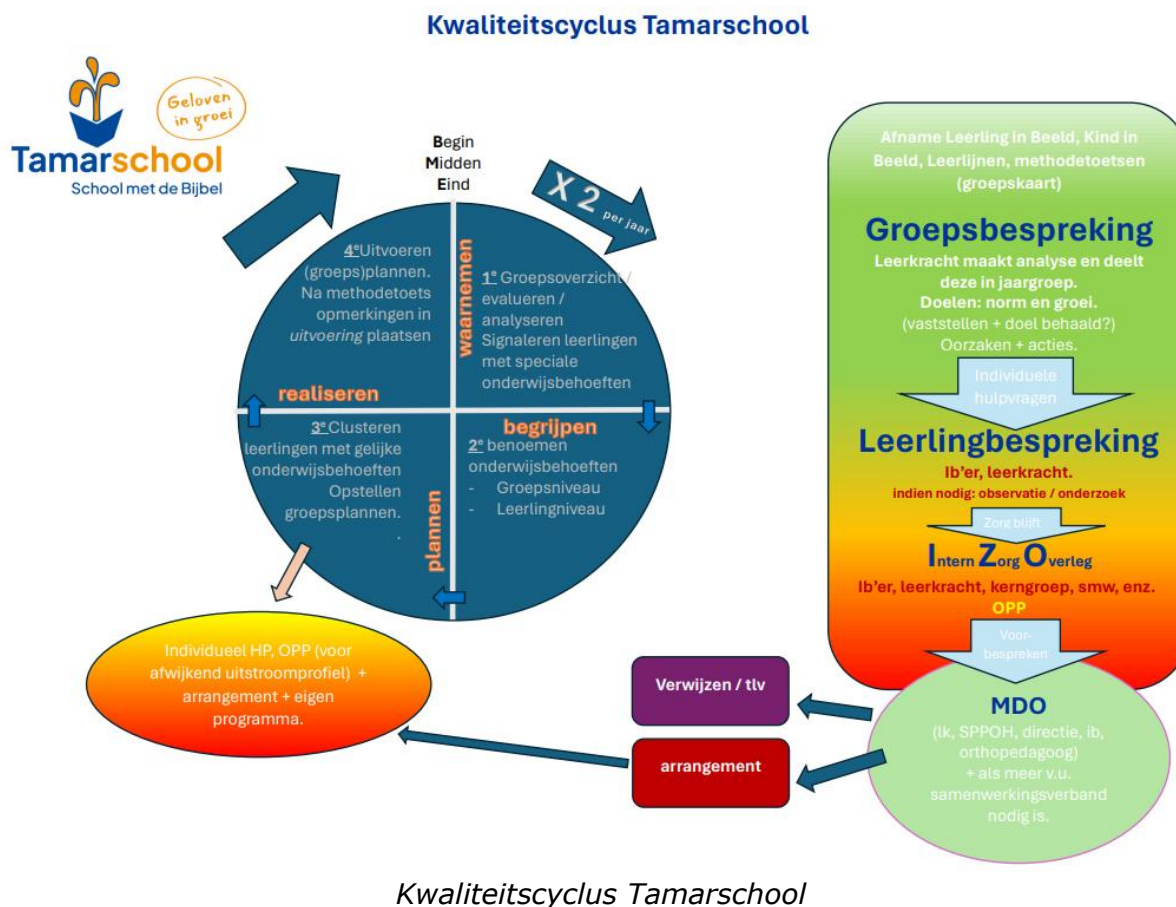 Kwaliteitscyclus Tamarschool
Geloven
in groei
Tamarschool
School met de Bijbel
Begin
Midden
Eind
X 2 per jaar
4e Uitvoeren
(groeps)plannen.
Na methodetoets
opmerkingen in
uitvoering plaatsen
waarnemen
1e Groepsoverzicht /
evalueren /
analyseren
Signaleren leerlingen
met speciale
onderwijsbehoeften
realiseren
begrijpen
3e Clusteren
leerlingen met gelijke
onderwijsbehoeften
Opstellen
groepsplannen.
.
plannen
2e benoemen
onderwijsbehoeften
- Groepsniveau
- Leerlingniveau
Individueel HP, OPP (voor
afwijkend uitstroomprofiel) +
arrangement + eigen
programma.
Verwijzen / tlv
arrangement
Afname Leerling in Beeld, Kind in
Beeld, Leerlijnen, methodetoetsen
(groepskaart)
Groepsbespreking
Leerkracht maakt analyse en deelt
deze in jaargroep.
Doelen: norm en groei.
(vaststellen + doel behaald?)
Oorzaken + acties.
Individuele
hulpvragen
Leerlingbespreking
Ib'er, leerkracht.
indien nodig: observatie / onderzoek
Zorg blijft
Intern Zorg Overleg
Ib'er, leerkracht, kerngroep, smw, enz.
OPP
Voor-
bespreken
MDO
(lk, SPPOH, directie, ib,
orthopedagoog)
+ als meer v.u.
samenwerkingsverband
nodig is.
Kwaliteitscyclus Tamarschool